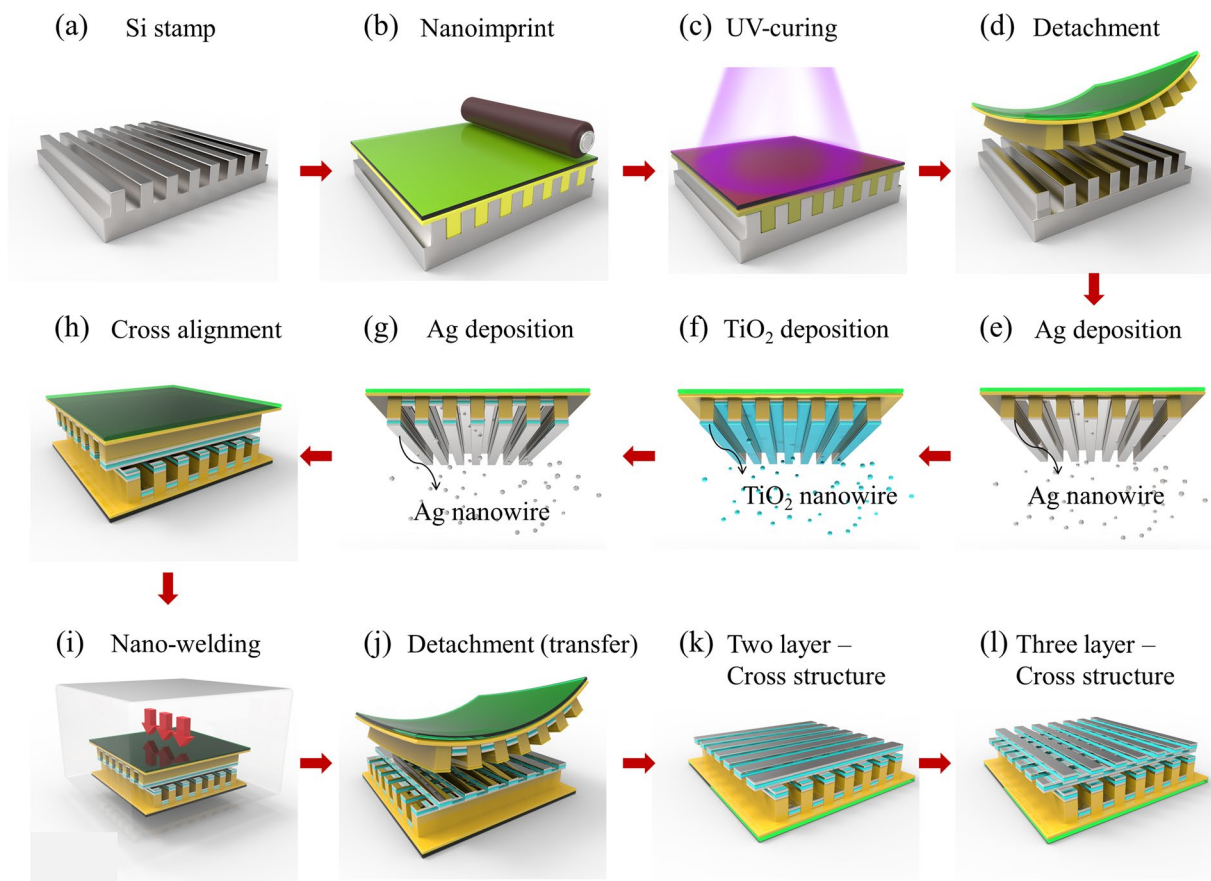 (a) Si stamp
(b) Nanoimprint
(c) UV-curing
(d) Detachment
(h) Cross alignment
(g) Ag deposition
(f) TiO₂ deposition
(e) Ag deposition
Ag nanowire
TiO₂ nanowire
Ag nanowire
(i) Nano-welding
(j) Detachment (transfer)
(k) Two layer –
Cross structure
(l) Three layer –
Cross structure